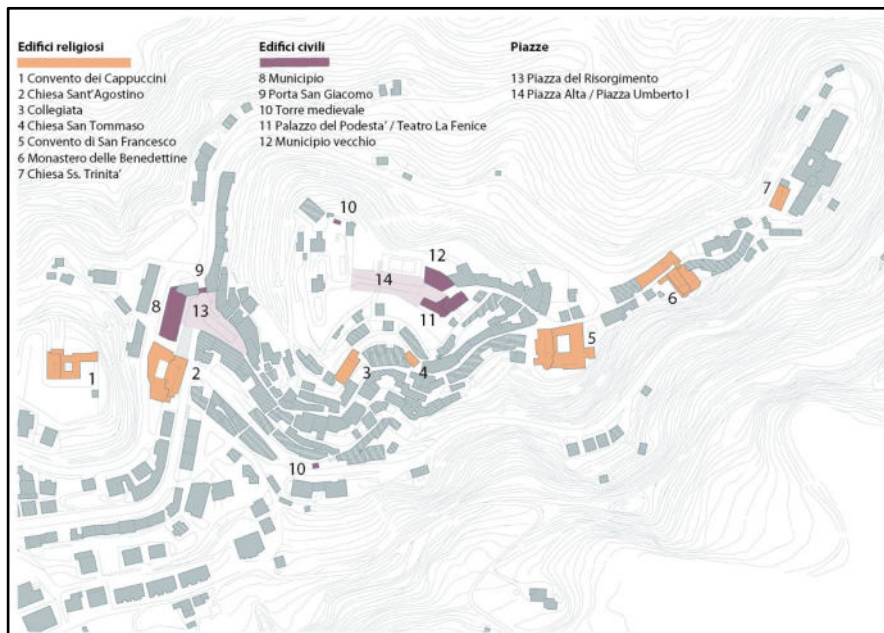 Edifici religiosi
1 Convento dei Cappuccini
2 Chiesa Sant'Agostino
3 Collegiata
4 Chiesa San Tommaso
5 Convento di San Francesco
6 Monastero delle Benedettine
7 Chiesa Ss. Trinita'
Edifici civili
8 Municipio
9 Porta San Giacomo
10 Torre medievale
11 Palazzo del Podesta' / Teatro La Fenice
12 Municipio vecchio
Piazze
13 Piazza del Risorgimento
14 Piazza Alta / Piazza Umberto I
7
10
12
9
14
6
8
13
11
5
1
2
3
4
10